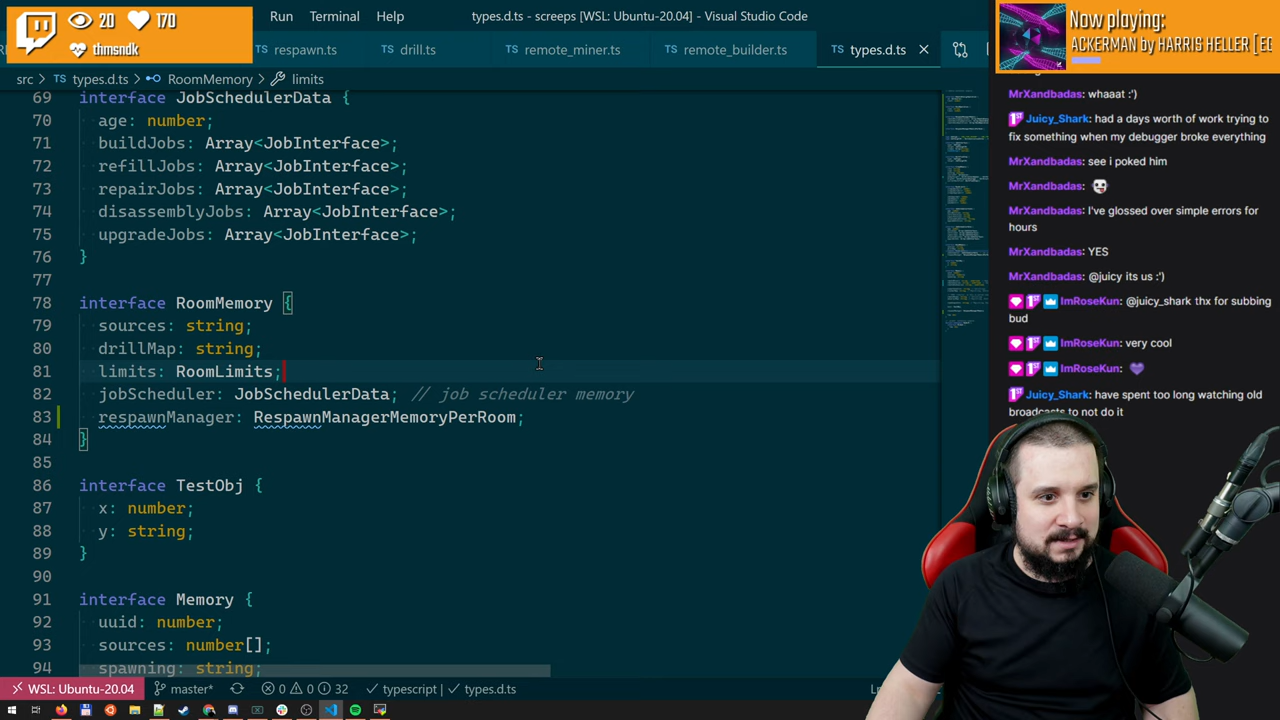 20 170
thmsndk
Run Terminal Help types.d.ts - screeps [WSL: Ubuntu-20.04] - Visual Studio Code
respawn.ts drill.ts remote_miner.ts remote_builder.ts types.d.ts
src > types.d.ts > RoomMemory > limits
69 interface JobSchedulerData {
70 age: number;
71 buildJobs: Array<JobInterface>;
72 refillJobs: Array<JobInterface>;
73 repairJobs: Array<JobInterface>;
74 disassemblyJobs: Array<JobInterface>;
75 upgradeJobs: Array<JobInterface>;
76 }
77
78 interface RoomMemory {
79 sources: string;
80 drillMap: string;
81 limits: RoomLimits;
82 jobScheduler: JobSchedulerData; // job scheduler memory
83 respawnManager: RespawnManagerMemoryPerRoom;
84 }
85
86 interface TestObj {
87 x: number;
88 y: string;
89 }
90
91 interface Memory {
92 uuid: number;
93 sources: number[];
94 spawning: string;
WSL: Ubuntu-20.04 master* 0 0 32 typescript | types.d.ts
Now playing:
ACKERMAN by HARRIS HELLER
MrXandbadas: whaaat :')
Juicy_Shark: had a days worth of work trying to
fix something when my debugger broke everything
MrXandbadas: see i poked him
MrXandbadas:
MrXandbadas: I've glossed over simple errors for
hours
MrXandbadas: YES
MrXandbadas: @juicy its us :')
ImRoseKun: @juicy_shark thx for subbing
bud
ImRoseKun: very cool
ImRoseKun:
Juicy_Shark: have spent too long watching old
broadcasts to not do it